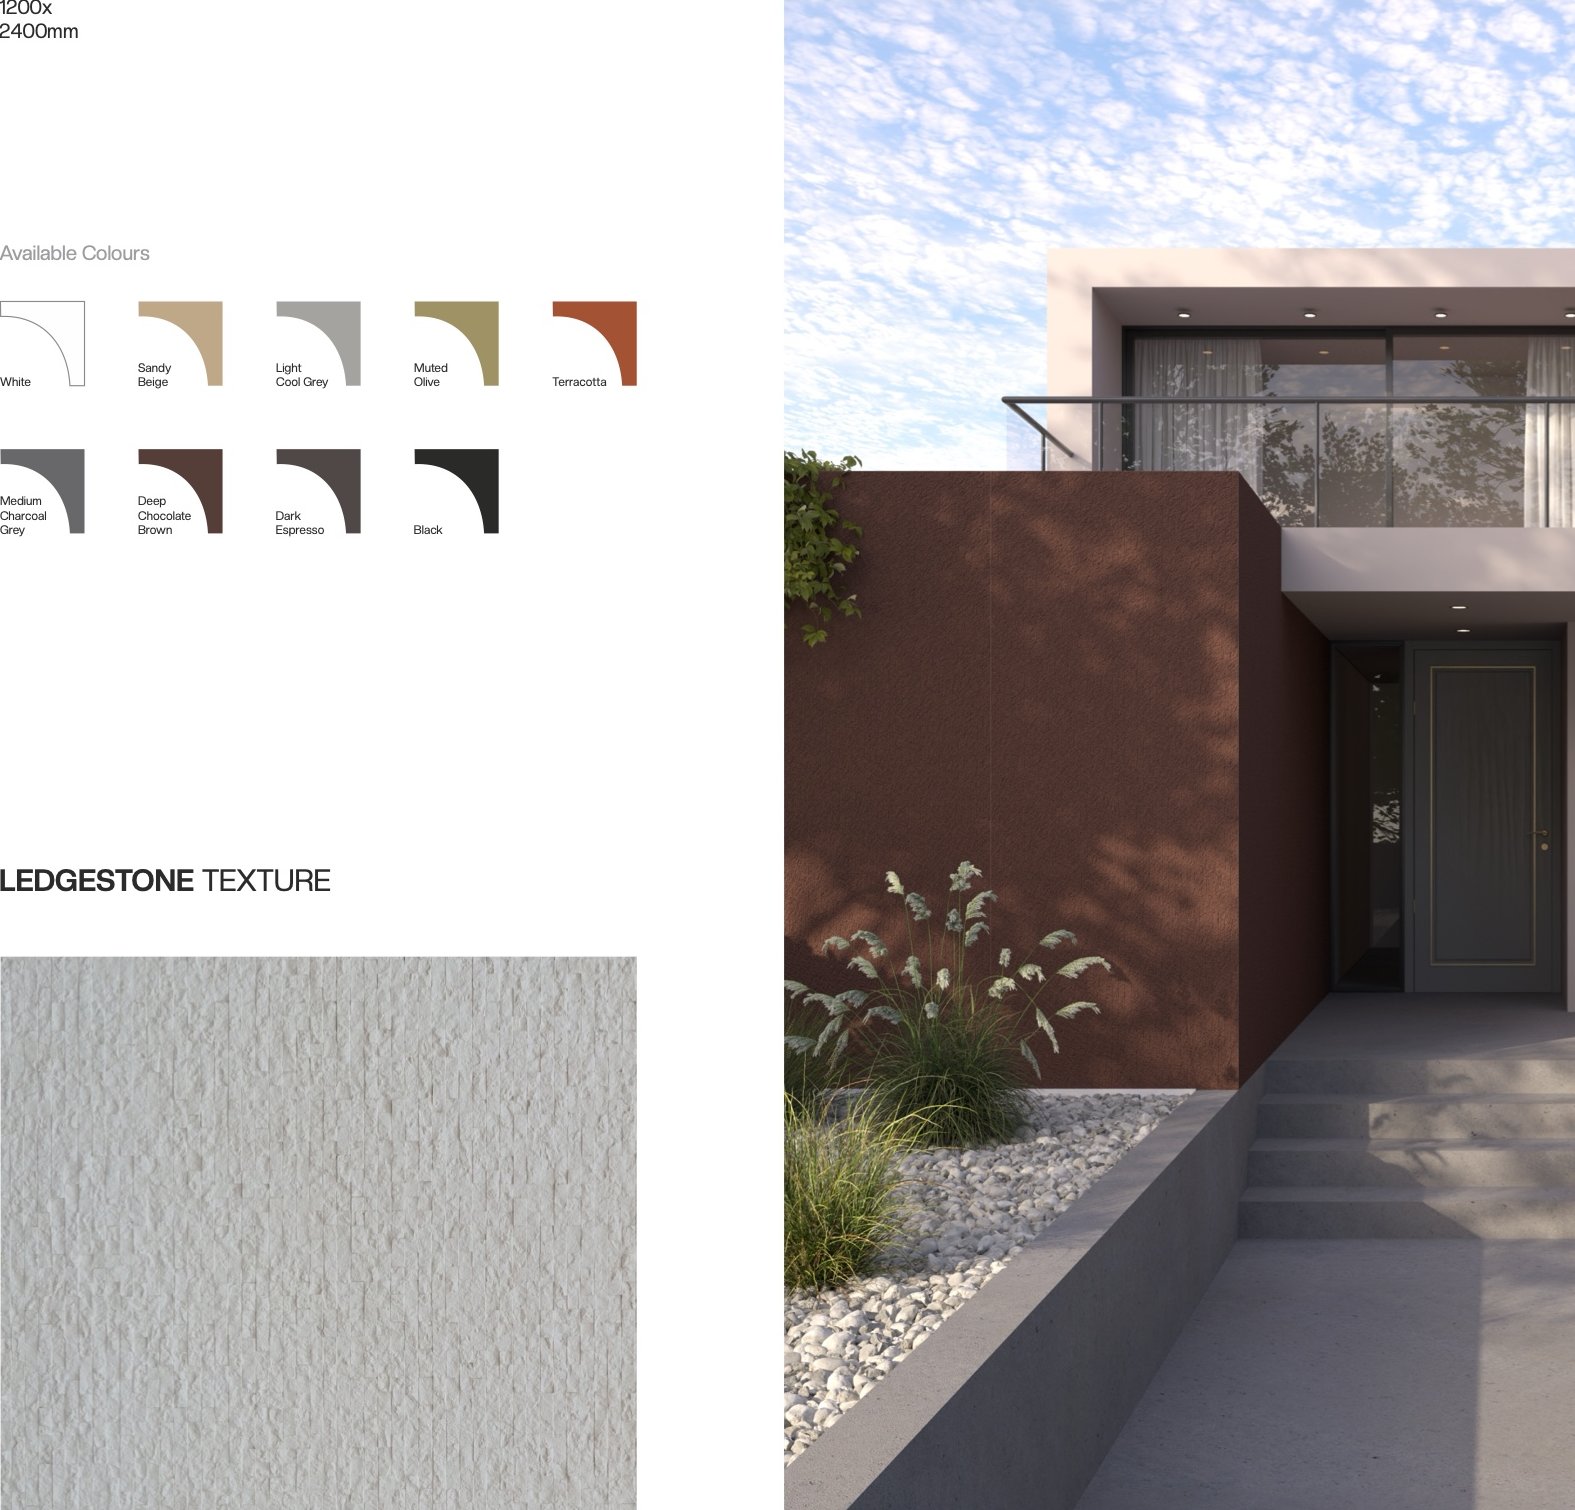 1200x
2400mm
Available Colours
White
Sandy
Beige
Light
Cool Grey
Muted
Olive
Terracotta
Medium
Charcoal
Grey
Deep
Chocolate
Brown
Dark
Espresso
Black
LEDGESTONE TEXTURE